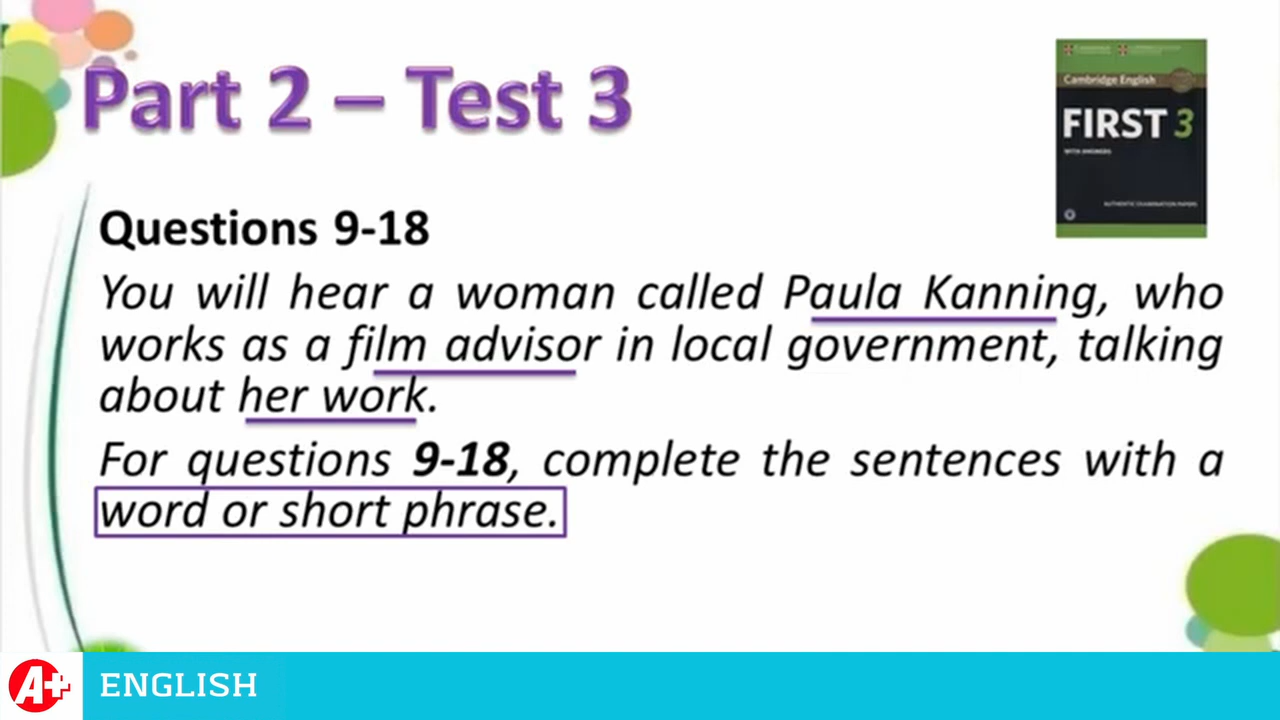 Part 2 – Test 3
Cambridge English
FIRST 3
WITH ANSWERS
AUTHENTIC EXAMINATION PAPERS
Questions 9-18
You will hear a woman called Paula Kanning, who
works as a film advisor in local government, talking
about her work.
For questions 9-18, complete the sentences with a
word or short phrase.
A+ ENGLISH